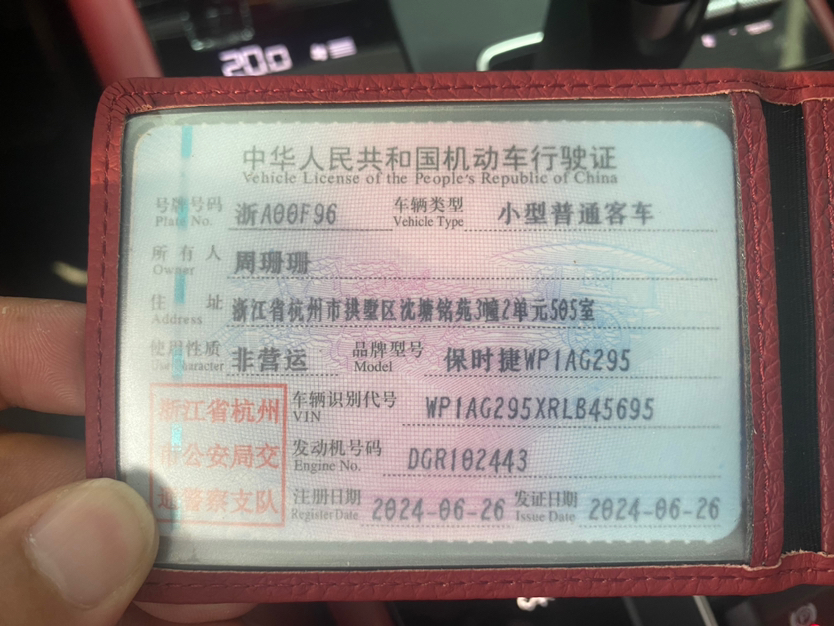 20.0
中华人民共和国机动车行驶证
Vehicle License of the People's Republic of China
号牌号码 浙A00F96 车辆类型 小型普通客车
Plate No. Vehicle Type
所有人 周珊珊
Owner
住址 浙江省杭州市拱墅区沈塘铭苑3幢2单元505室
Address
使用性质 非营运 品牌型号 保时捷WP1AG295
Use Character Model
浙江省杭州
市公安局交
通警察支队
车辆识别代号 WP1AG295XRLB45695
VIN
发动机号码 DGR102443
Engine No.
注册日期 2024-06-26 发证日期 2024-06-26
Register Date Issue Date